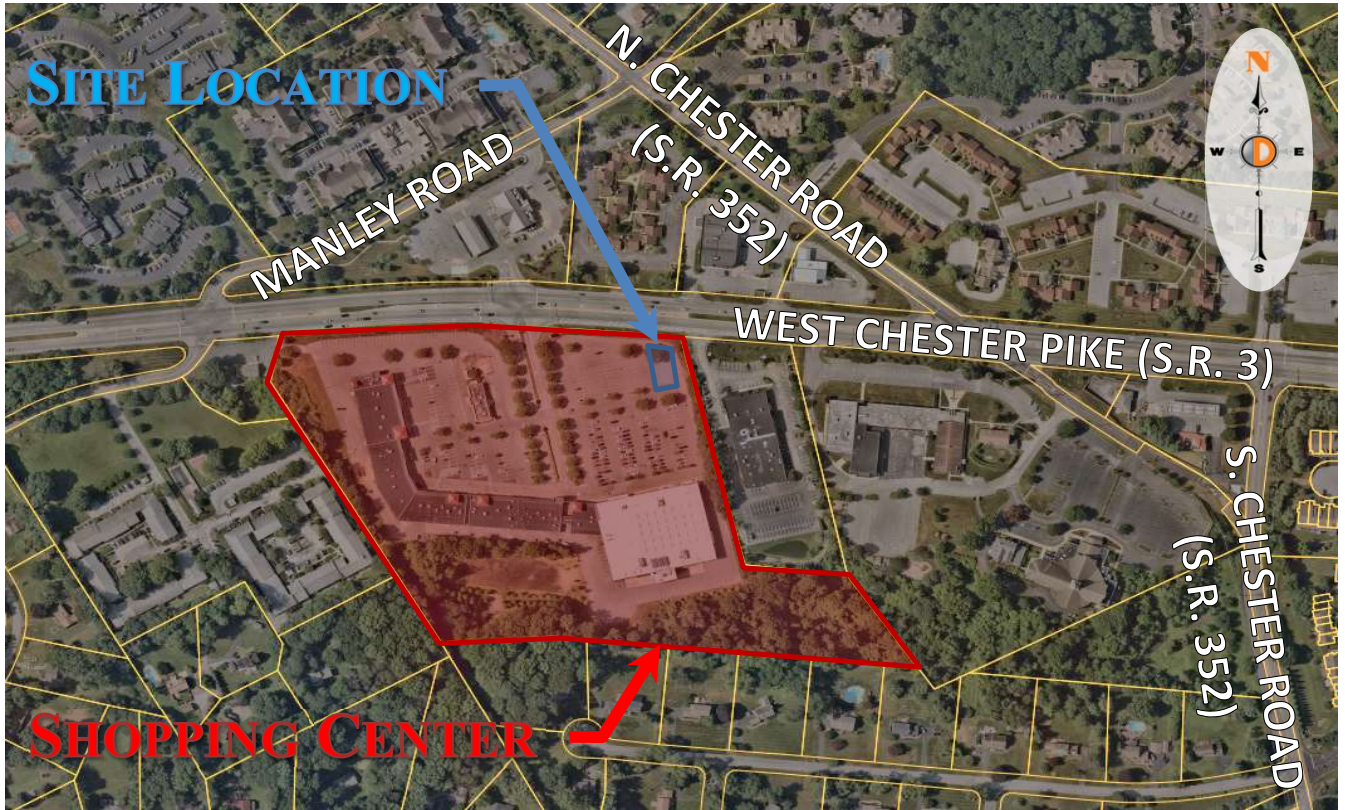 SITE LOCATION
N. CHESTER ROAD
(S.R. 352)
MANLEY ROAD
N
W D E
S
WEST CHESTER PIKE (S.R. 3)
S. CHESTER ROAD
(S.R. 352)
SHOPPING CENTER